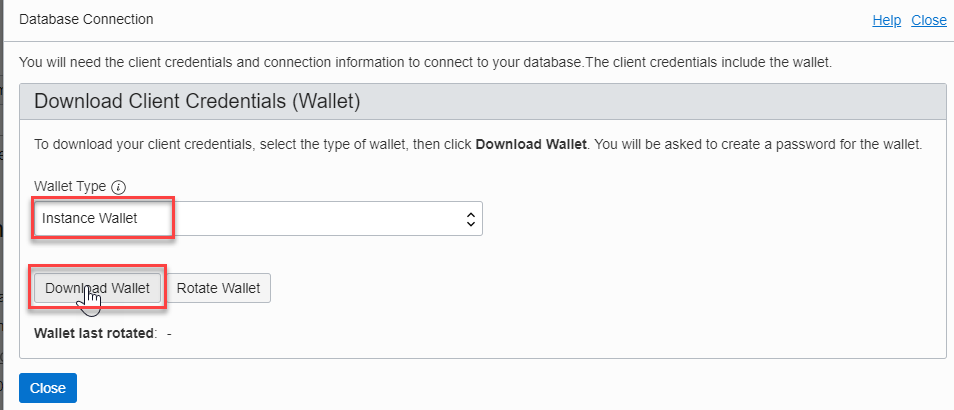 Database Connection
Help Close
You will need the client credentials and connection information to connect to your database.The client credentials include the wallet.
Download Client Credentials (Wallet)
To download your client credentials, select the type of wallet, then click Download Wallet. You will be asked to create a password for the wallet.
Wallet Type
Instance Wallet
Download Wallet Rotate Wallet
Wallet last rotated: -
Close